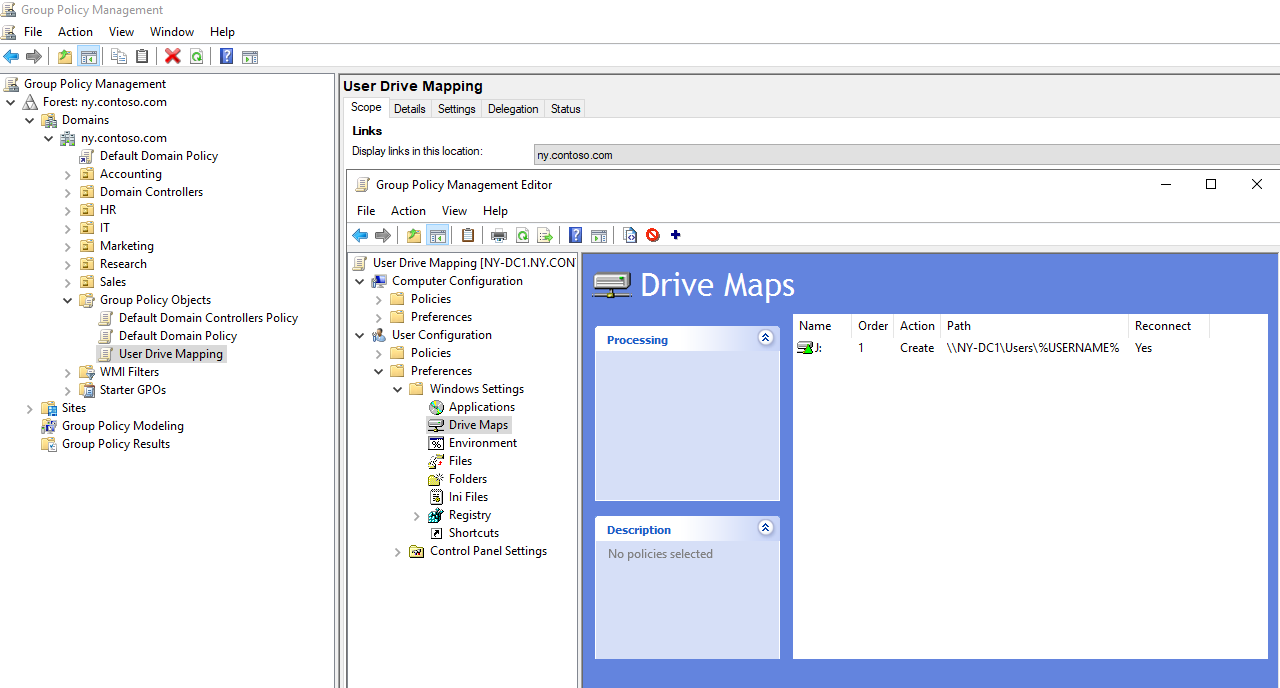 Group Policy Management
File Action View Window Help
Group Policy Management
Forest: ny.contoso.com
Domains
ny.contoso.com
Default Domain Policy
Accounting
Domain Controllers
HR
IT
Marketing
Research
Sales
Group Policy Objects
Default Domain Controllers Policy
Default Domain Policy
User Drive Mapping
WMI Filters
Starter GPOs
Sites
Group Policy Modeling
Group Policy Results
User Drive Mapping
Scope Details Settings Delegation Status
Links
Display links in this location: ny.contoso.com
Group Policy Management Editor
File Action View Help
User Drive Mapping [NY-DC1.NY.CON
Computer Configuration
Policies
Preferences
User Configuration
Policies
Preferences
Windows Settings
Applications
Drive Maps
Environment
Files
Folders
Ini Files
Registry
Shortcuts
Control Panel Settings
Drive Maps
Processing
Description
No policies selected
Name Order Action Path Reconnect
J: 1 Create \\NY-DC1\Users\%USERNAME% Yes